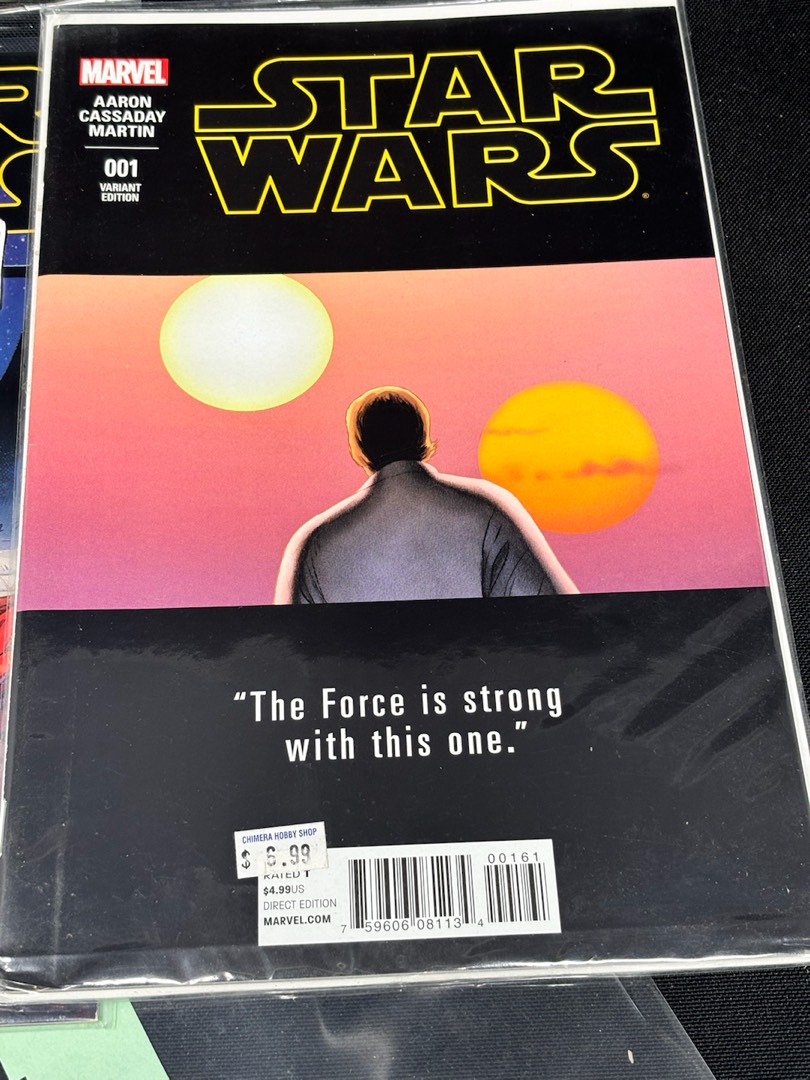 MARVEL
AARON
CASSADAY
MARTIN
001
VARIANT
EDITION
STAR
WARS
“The Force is strong
with this one.”
CHIMERA HOBBY SHOP
$ 6.99
RATED T
$4.99US
DIRECT EDITION
MARVEL.COM
00161
7 59606 08113 4